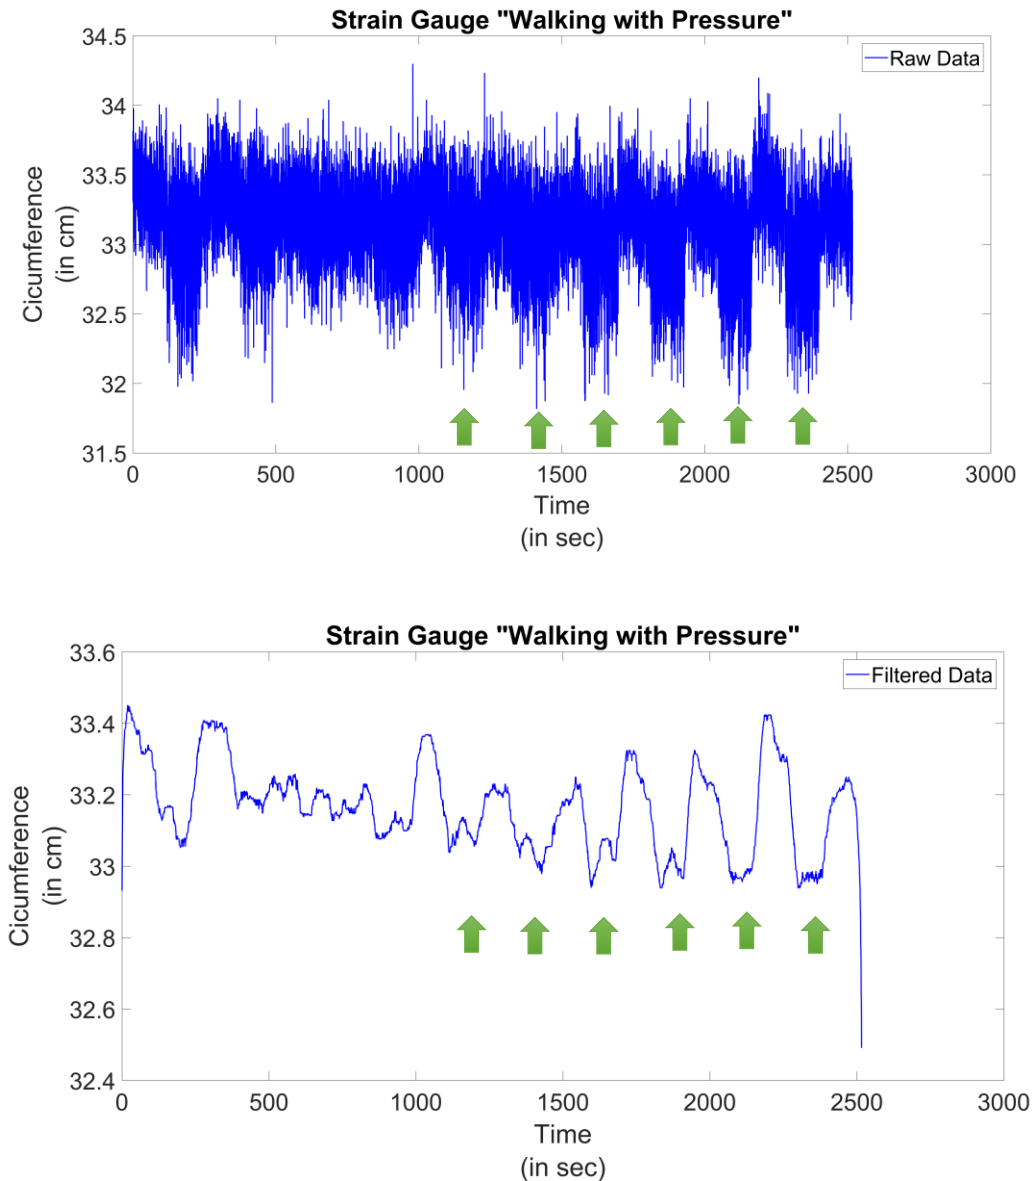 Strain Gauge "Walking with Pressure"
34.5
34
33.5
33
32.5
32
31.5
Cicumference
(in cm)
Raw Data
0
500
1000
1500
2000
2500
3000
Time
(in sec)
Strain Gauge "Walking with Pressure"
33.6
33.4
33.2
33
32.8
32.6
32.4
Cicumference
(in cm)
Filtered Data
0
500
1000
1500
2000
2500
3000
Time
(in sec)